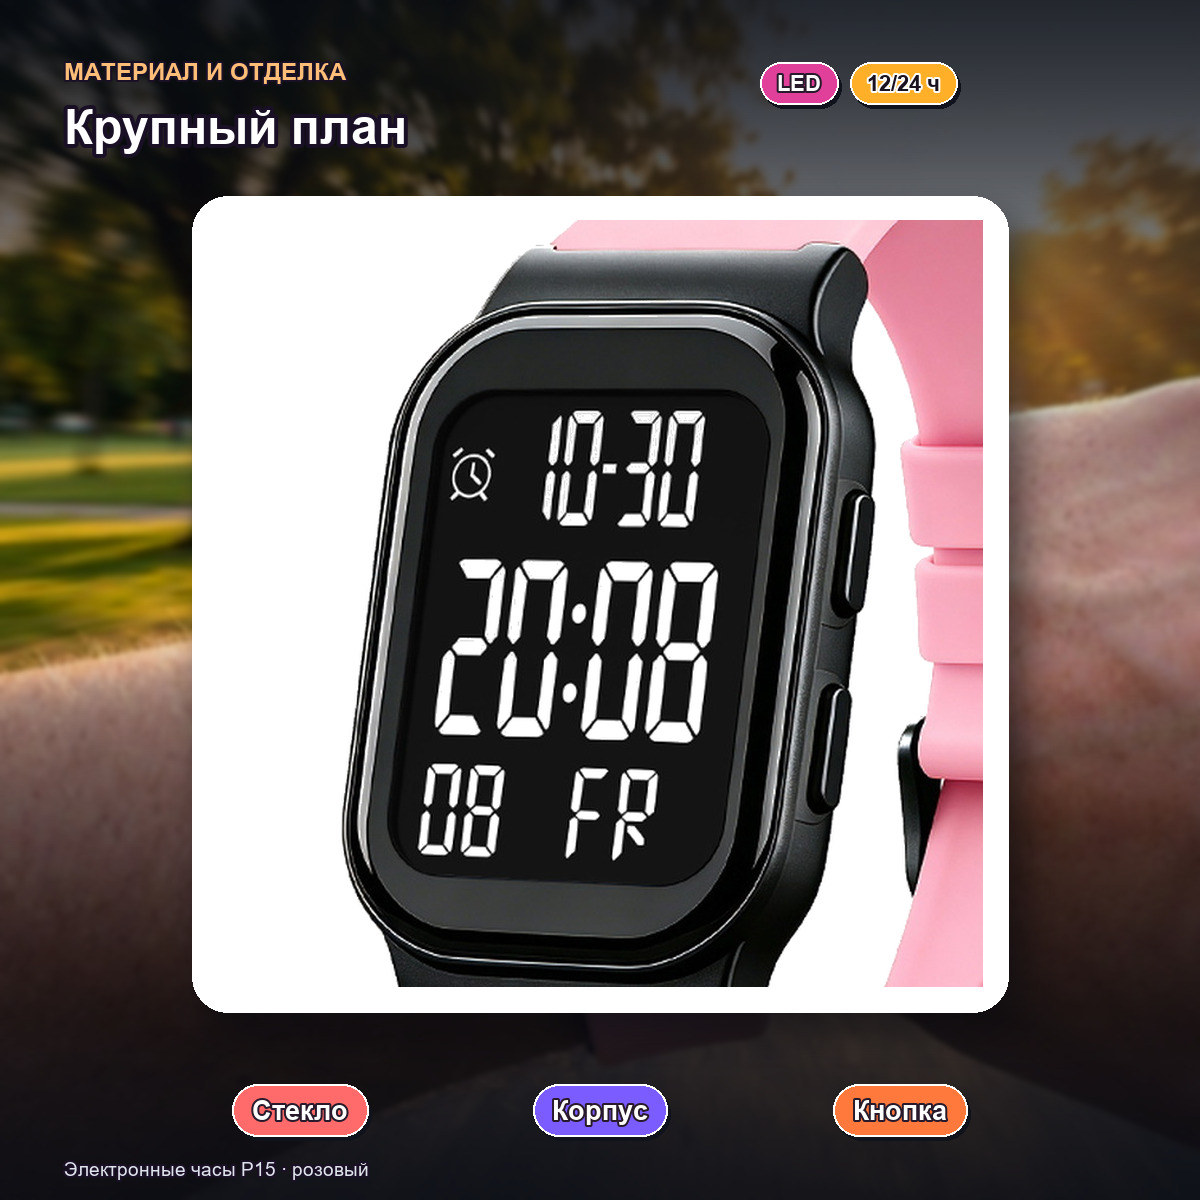 МАТЕРИАЛ И ОТДЕЛКА
Крупный план
LED
12/24 ч
10-30
20:08
08 FR
Стекло
Корпус
Кнопка
Электронные часы P15 · розовый